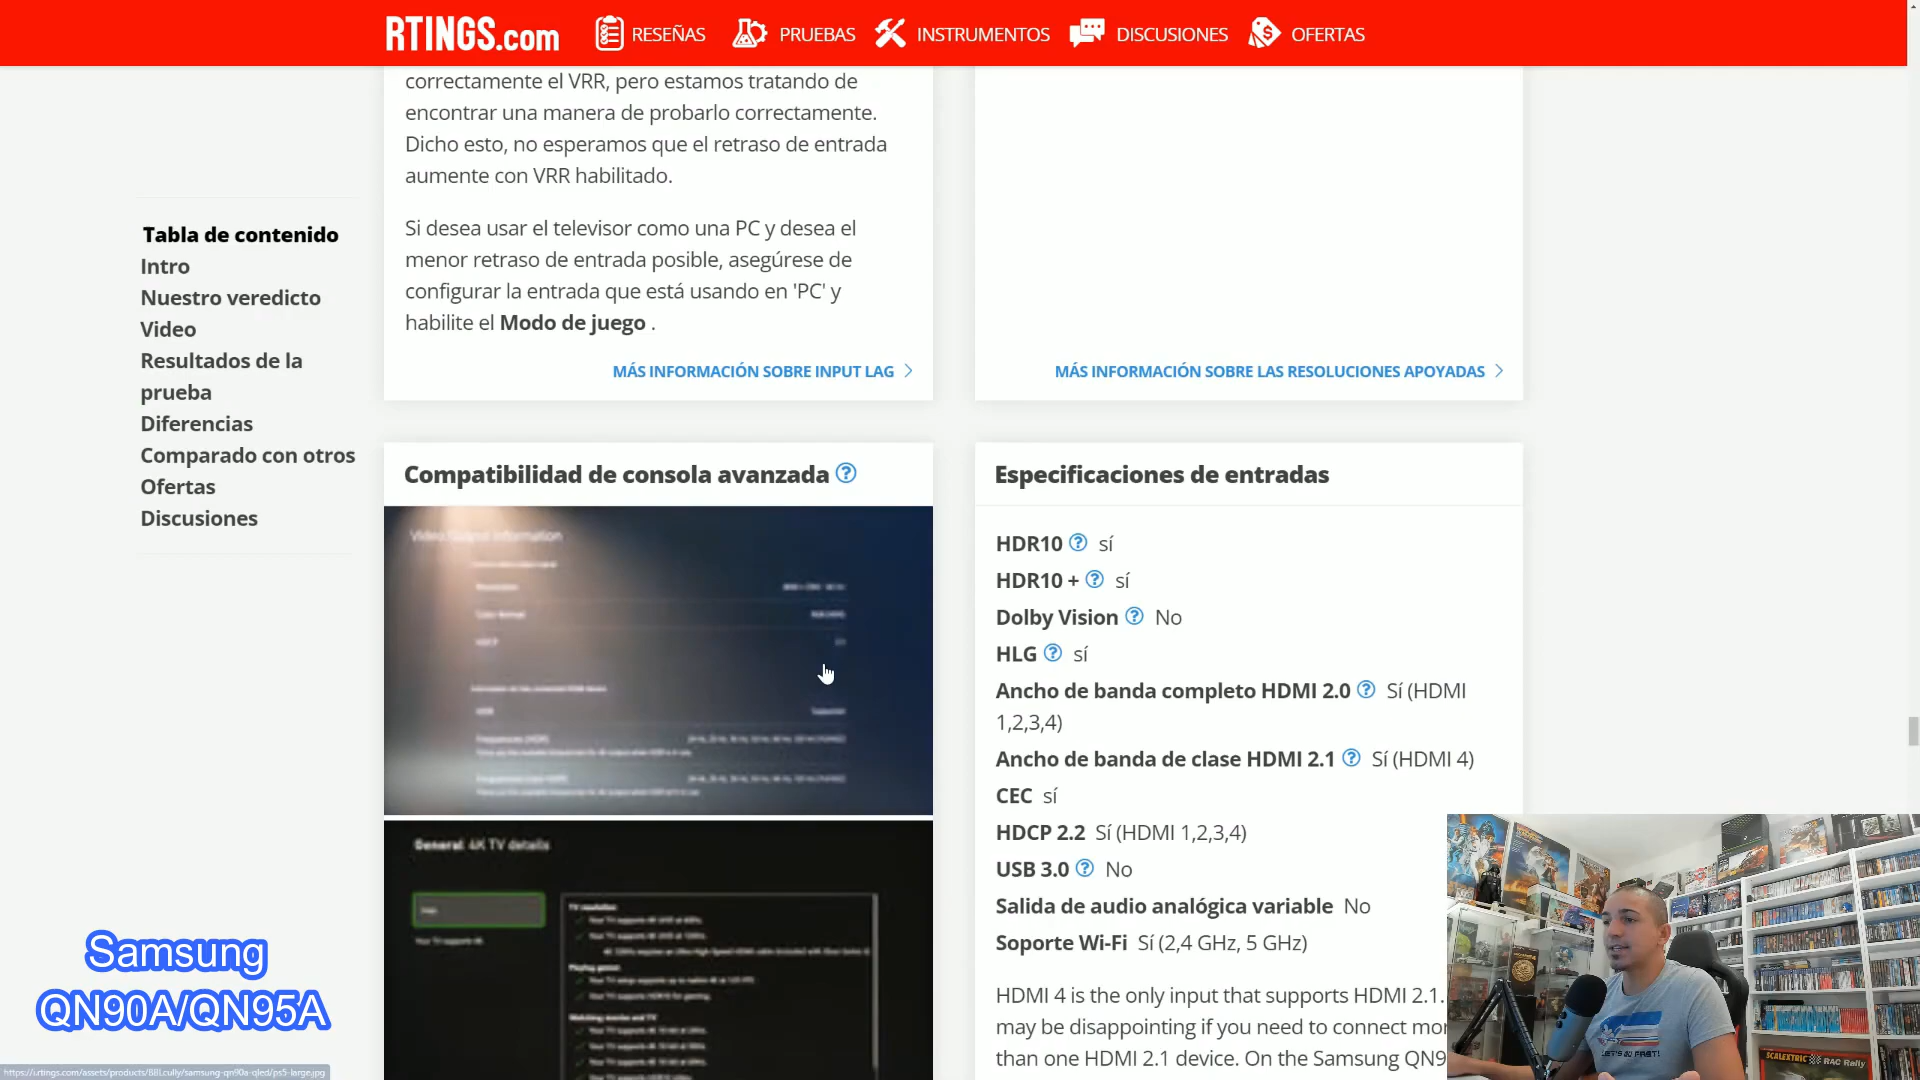 RTINGS.com
RESEÑAS
PRUEBAS
INSTRUMENTOS
DISCUSIONES
OFERTAS
correctamente el VRR, pero estamos tratando de
encontrar una manera de probarlo correctamente.
Dicho esto, no esperamos que el retraso de entrada
aumente con VRR habilitado.
Si desea usar el televisor como una PC y desea el
menor retraso de entrada posible, asegúrese de
configurar la entrada que está usando en 'PC' y
habilite el Modo de juego .
MÁS INFORMACIÓN SOBRE INPUT LAG
MÁS INFORMACIÓN SOBRE LAS RESOLUCIONES APOYADAS
Tabla de contenido
Intro
Nuestro veredicto
Video
Resultados de la
prueba
Diferencias
Comparado con otros
Ofertas
Discusiones
Compatibilidad de consola avanzada ?
General 4K TV details
Especificaciones de entradas
HDR10 ? sí
HDR10 + ? sí
Dolby Vision ? No
HLG ? sí
Ancho de banda completo HDMI 2.0 ? Sí (HDMI
1,2,3,4)
Ancho de banda de clase HDMI 2.1 ? Sí (HDMI 4)
CEC sí
HDCP 2.2 Sí (HDMI 1,2,3,4)
USB 3.0 ? No
Salida de audio analógica variable No
Soporte Wi-Fi Sí (2,4 GHz, 5 GHz)
HDMI 4 is the only input that supports HDMI 2.1.
may be disappointing if you need to connect mor
than one HDMI 2.1 device. On the Samsung QN9
Samsung
QN90A/QN95A
SCALEXTRIC RAC Rally